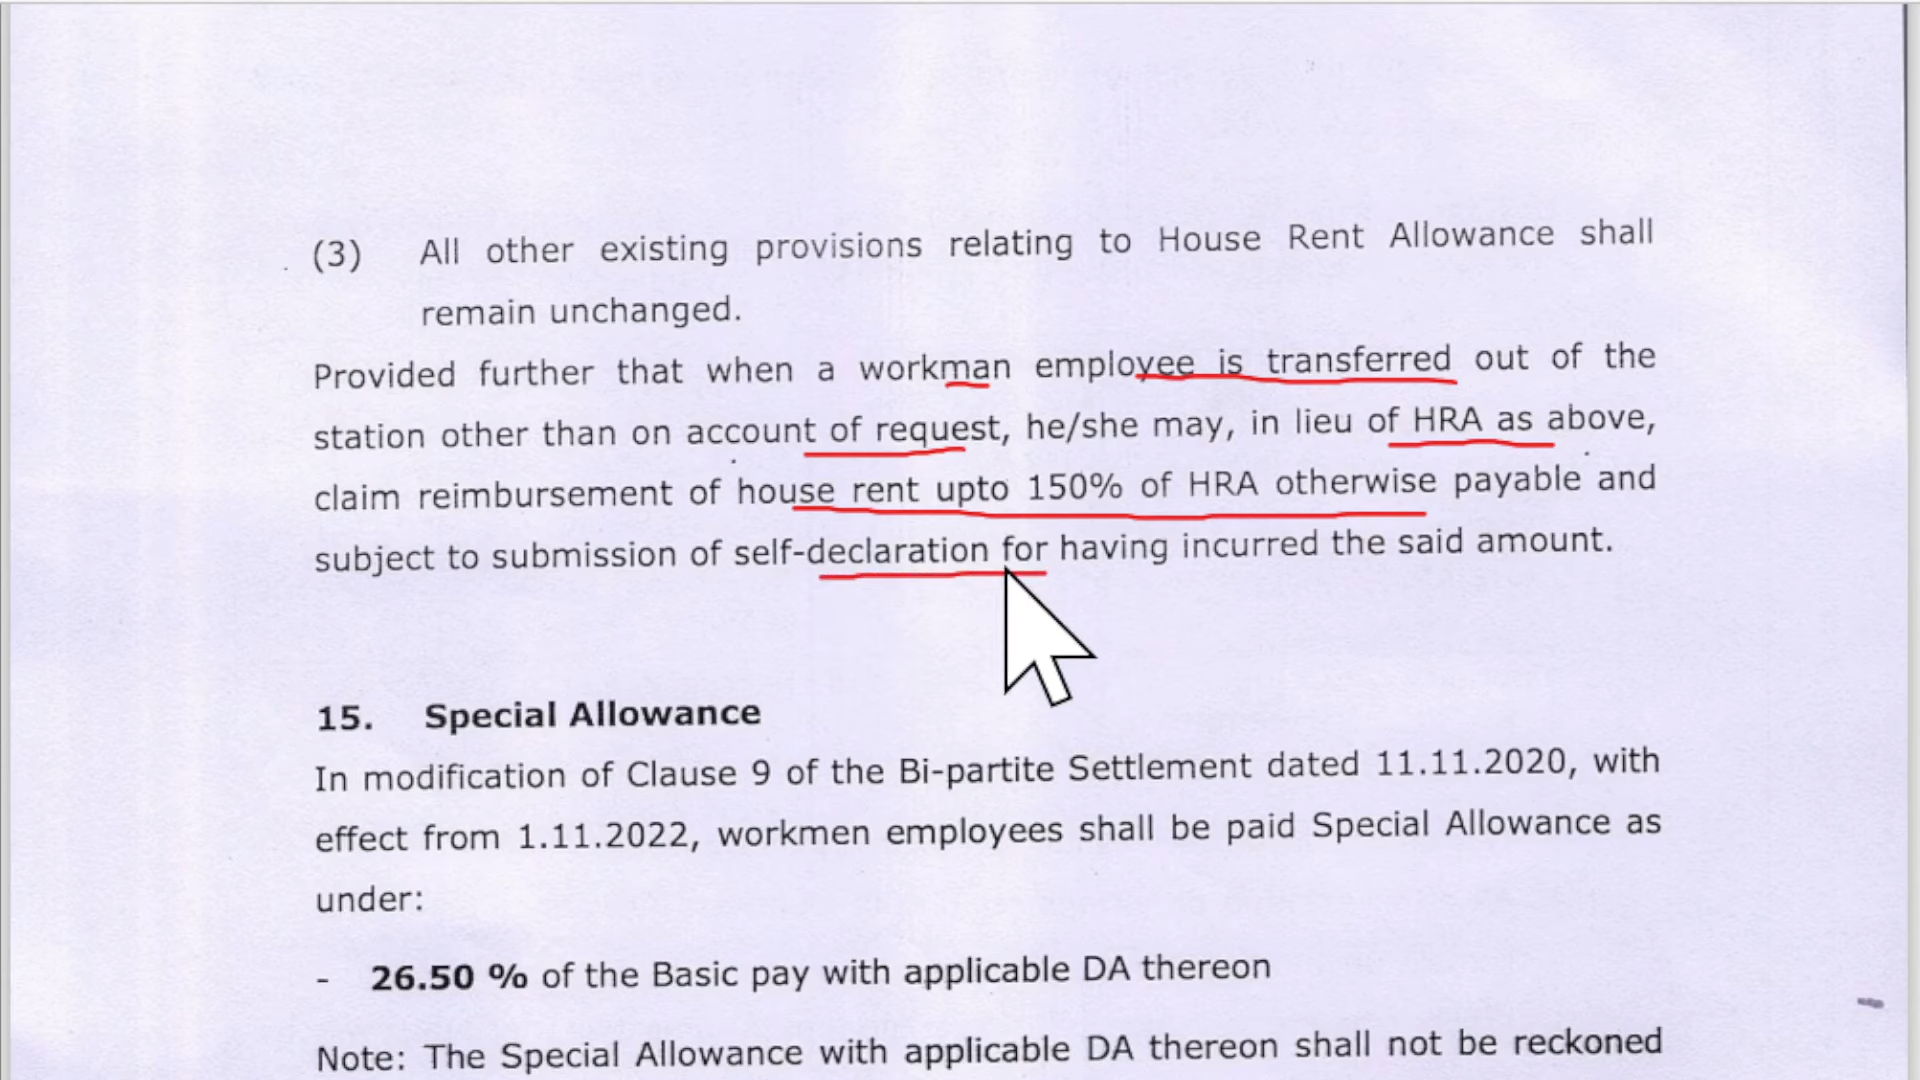 (3) All other existing provisions relating to House Rent Allowance shall
remain unchanged.
Provided further that when a workman employee is transferred out of the
station other than on account of request, he/she may, in lieu of HRA as above,
claim reimbursement of house rent upto 150% of HRA otherwise payable and
subject to submission of self-declaration for having incurred the said amount.
15. Special Allowance
In modification of Clause 9 of the Bi-partite Settlement dated 11.11.2020, with
effect from 1.11.2022, workmen employees shall be paid Special Allowance as
under:
- 26.50 % of the Basic pay with applicable DA thereon
Note: The Special Allowance with applicable DA thereon shall not be reckoned